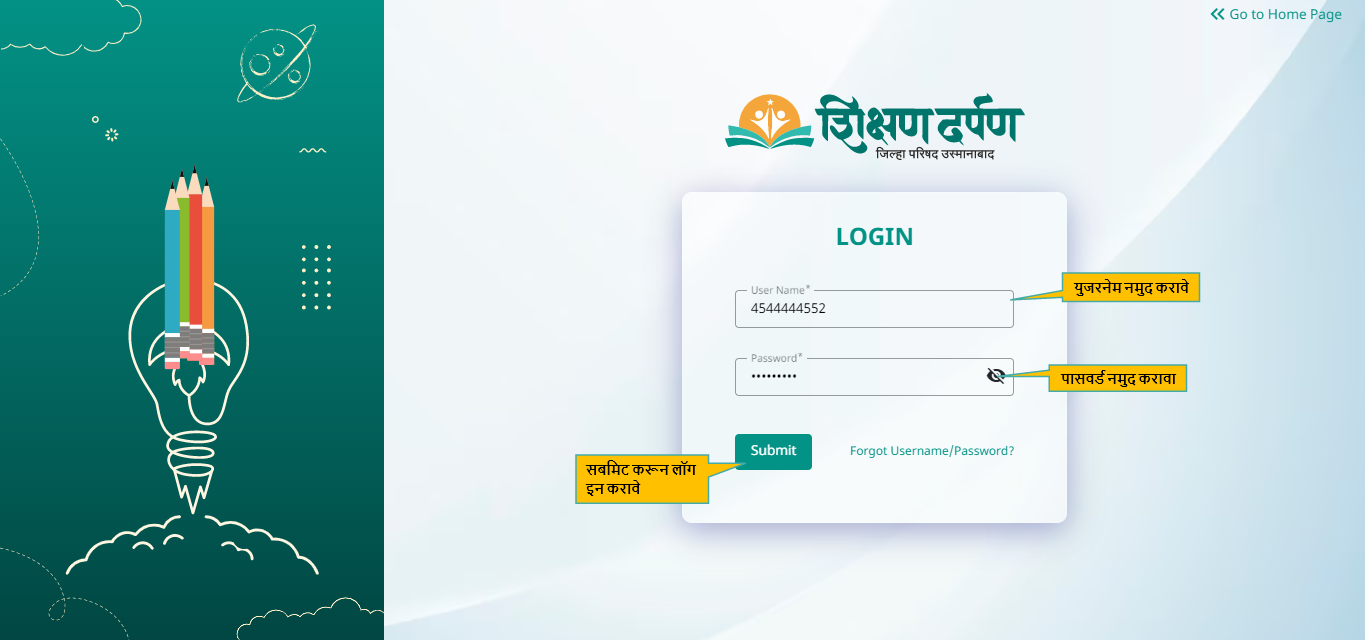 Go to Home Page
शिक्षण दर्पण
जिल्हा परिषद उस्मानाबाद
LOGIN
User Name*
4544444552
युजरनेम नमुद करावे
Password*
•••••••••
पासवर्ड नमुद करावा
Submit
Forgot Username/Password?
सबमिट करून लॉग
इन करावे